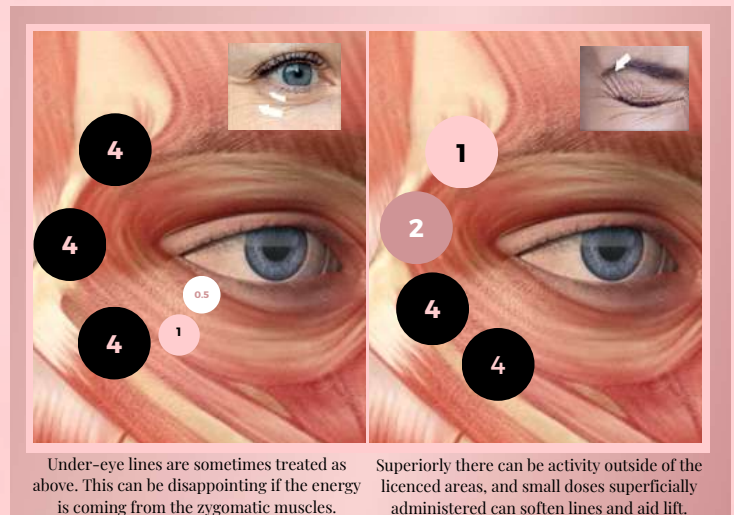 4
4
4
0.5
1
1
2
4
4
Under-eye lines are sometimes treated as
above. This can be disappointing if the energy
is coming from the zygomatic muscles.
Superiorly there can be activity outside of the
licenced areas, and small doses superficially
administered can soften lines and aid lift.